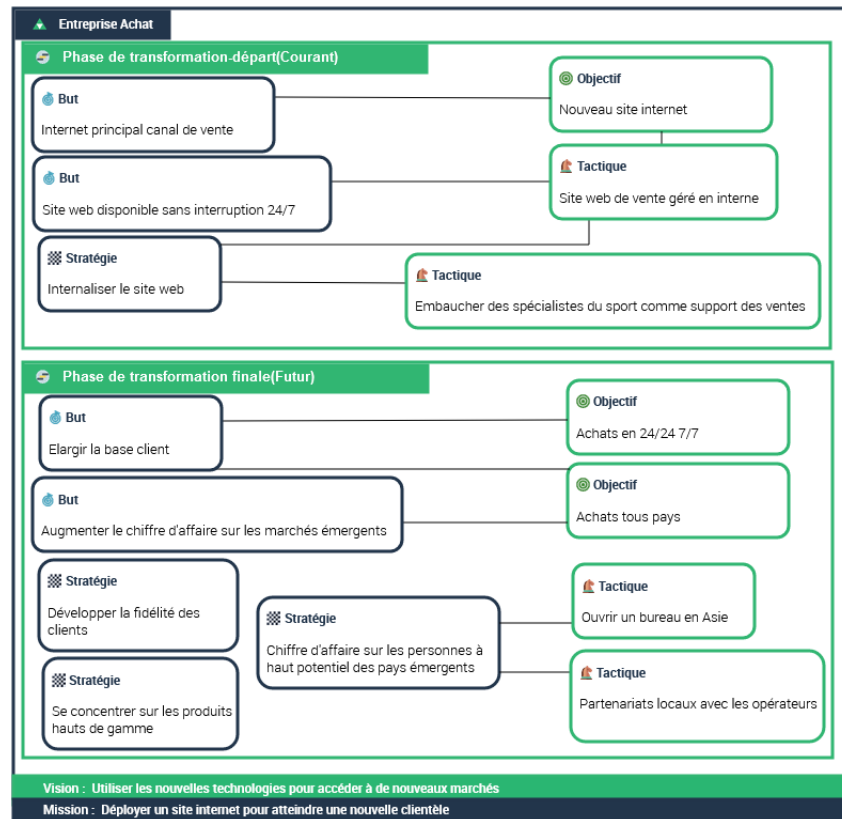 Entreprise Achat
Phase de transformation-départ(Courant)
But
Internet principal canal de vente
Objectif
Nouveau site internet
But
Site web disponible sans interruption 24/7
Tactique
Site web de vente géré en interne
Stratégie
Internaliser le site web
Tactique
Embaucher des spécialistes du sport comme support des ventes
Phase de transformation finale(Futur)
But
Elargir la base client
Objectif
Achats en 24/24 7/7
But
Augmenter le chiffre d'affaire sur les marchés émergents
Objectif
Achats tous pays
Stratégie
Développer la fidélité des
clients
Stratégie
Chiffre d'affaire sur les personnes à
haut potentiel des pays émergents
Tactique
Ouvrir un bureau en Asie
Stratégie
Se concentrer sur les produits
hauts de gamme
Tactique
Partenariats locaux avec les opérateurs
Vision : Utiliser les nouvelles technologies pour accéder à de nouveaux marchés
Mission : Déployer un site internet pour atteindre une nouvelle clientèle